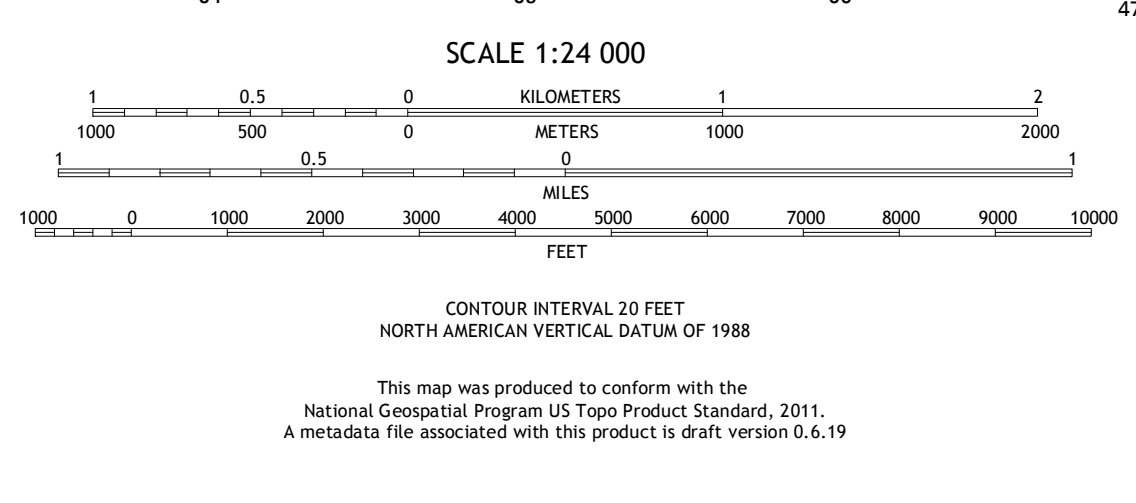 47
SCALE 1:24 000
1 0.5 0 KILOMETERS 1 2
1000 500 0 METERS 1000 2000
1 0.5 0 1
MILES
1000 0 1000 2000 3000 4000 5000 6000 7000 8000 9000 10000
FEET
CONTOUR INTERVAL 20 FEET
NORTH AMERICAN VERTICAL DATUM OF 1988
This map was produced to conform with the
National Geospatial Program US Topo Product Standard, 2011.
A metadata file associated with this product is draft version 0.6.19